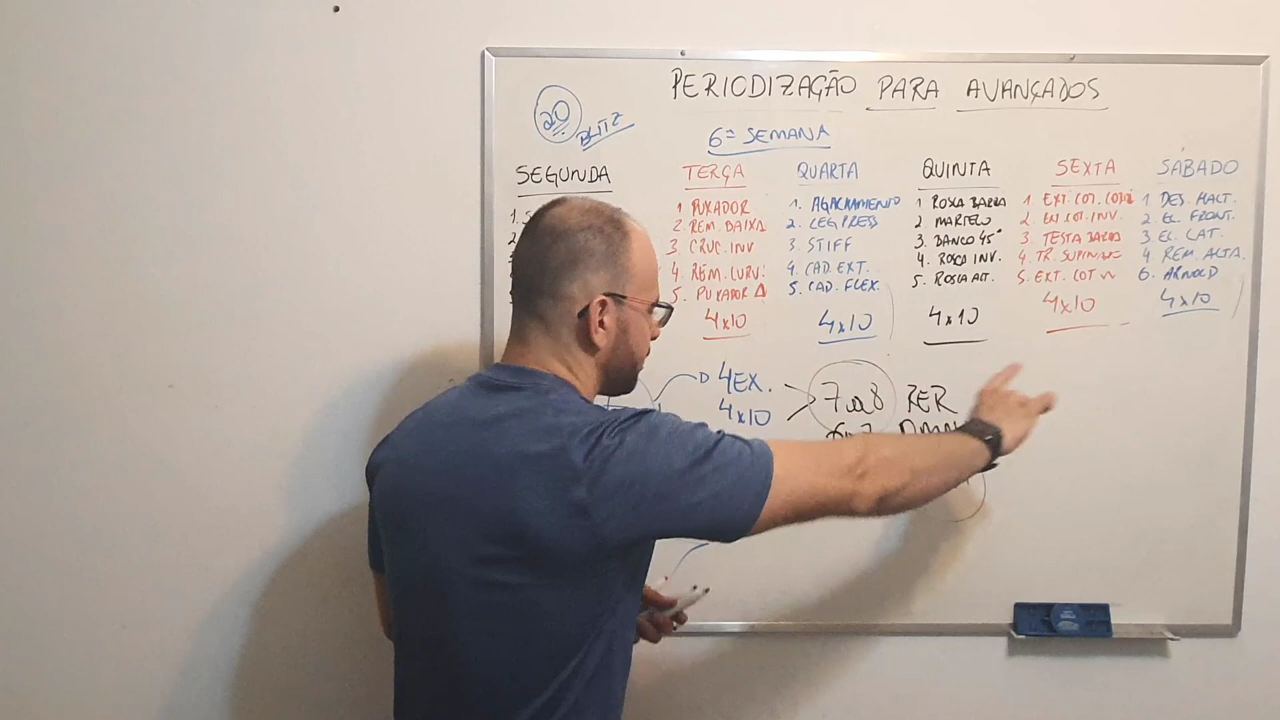 PERIODIZAÇÃO PARA AVANÇADOS
20
BLITZ
6ª SEMANA
SEGUNDA
1. S
2
TERÇA
1 PUXADOR
2. REM. BAIXA
3 CRUC. INV
4. REM. CURV.
5. PUXADOR Δ
4x10
QUARTA
1. AGACHAMENTO
2. LEG PRESS
3. STIFF
4. CAD. EXT.
5. CAD. FLEX.
4x10
QUINTA
1 ROSCA BARRA
2. MARTELO
3. BANCO 45°
4. ROSCA INV.
5. ROSCA ALT.
4x10
SEXTA
1. EXT. COT.
2. INV.
3. TESTA BARRA
4. TR. SUPINADO
5. EXT. COT
4x10
SÁBADO
1. DES. HALT.
2. EL. FRONT.
3. EL. LAT.
4. REM. ALTA.
6. ARNOLD
4x10
4EX.
4x10
7 a 8 RER